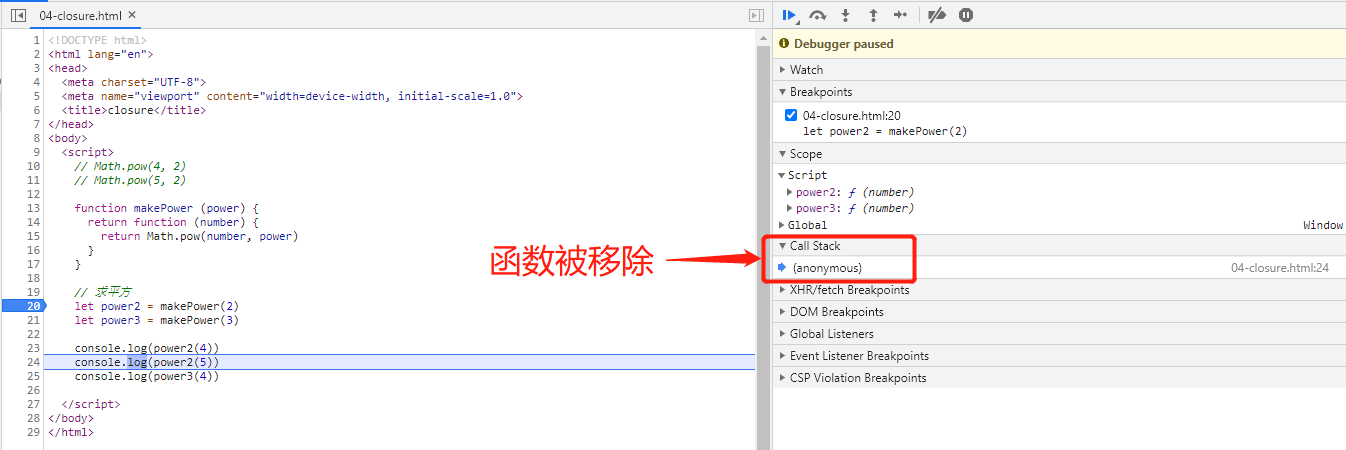 04-closure.html ×
1 <!DOCTYPE html>
2 <html lang="en">
3 <head>
4 <meta charset="UTF-8">
5 <meta name="viewport" content="width=device-width, initial-scale=1.0">
6 <title>closure</title>
7 </head>
8 <body>
9 <script>
10 // Math.pow(4, 2)
11 // Math.pow(5, 2)
12
13 function makePower (power) {
14 return function (number) {
15 return Math.pow(number, power)
16 }
17 }
18
19 // 求平方
20 let power2 = makePower(2)
21 let power3 = makePower(3)
22
23 console.log(power2(4))
24 console.log(power2(5))
25 console.log(power3(4))
26
27 </script>
28 </body>
29 </html>
函数被移除
Debugger paused
Watch
Breakpoints
04-closure.html:20
let power2 = makePower(2)
Scope
Script
power2: ƒ (number)
power3: ƒ (number)
Global Window
Call Stack
(anonymous) 04-closure.html:24
XHR/fetch Breakpoints
DOM Breakpoints
Global Listeners
Event Listener Breakpoints
CSP Violation Breakpoints